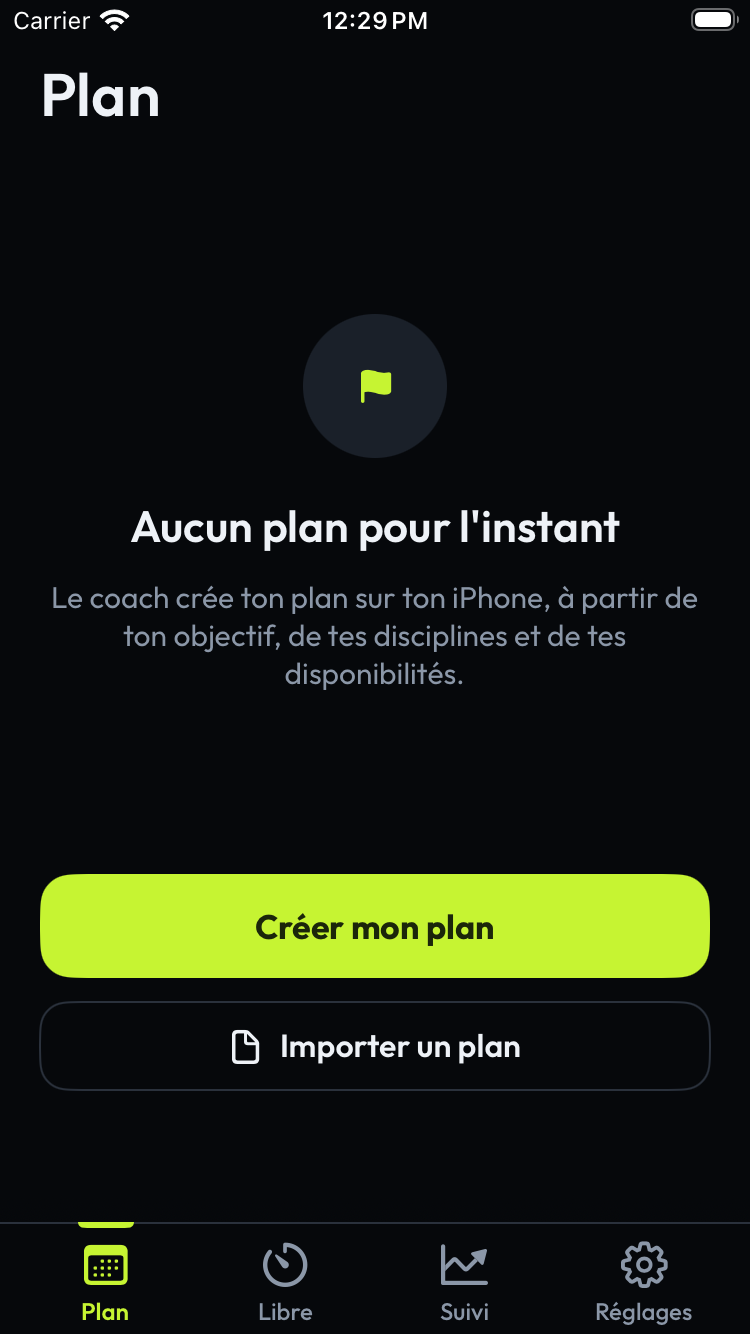 Carrier 12:29 PM
Plan
Aucun plan pour l'instant
Le coach crée ton plan sur ton iPhone, à partir de
ton objectif, de tes disciplines et de tes
disponibilités.
Créer mon plan
Importer un plan
Plan Libre Suivi Réglages